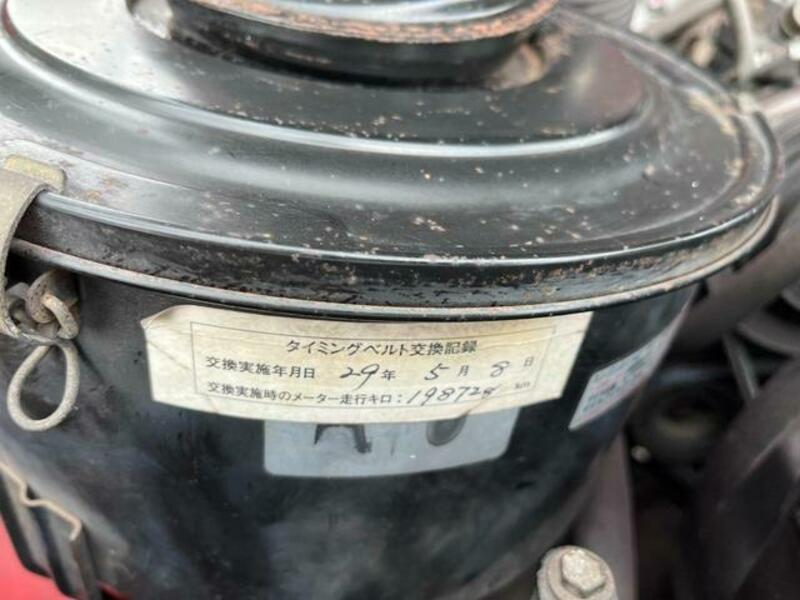 タイミングベルト交換記録
交換実施年月日 29年 5月 8日
交換実施時のメーター走行キロ：198728 km